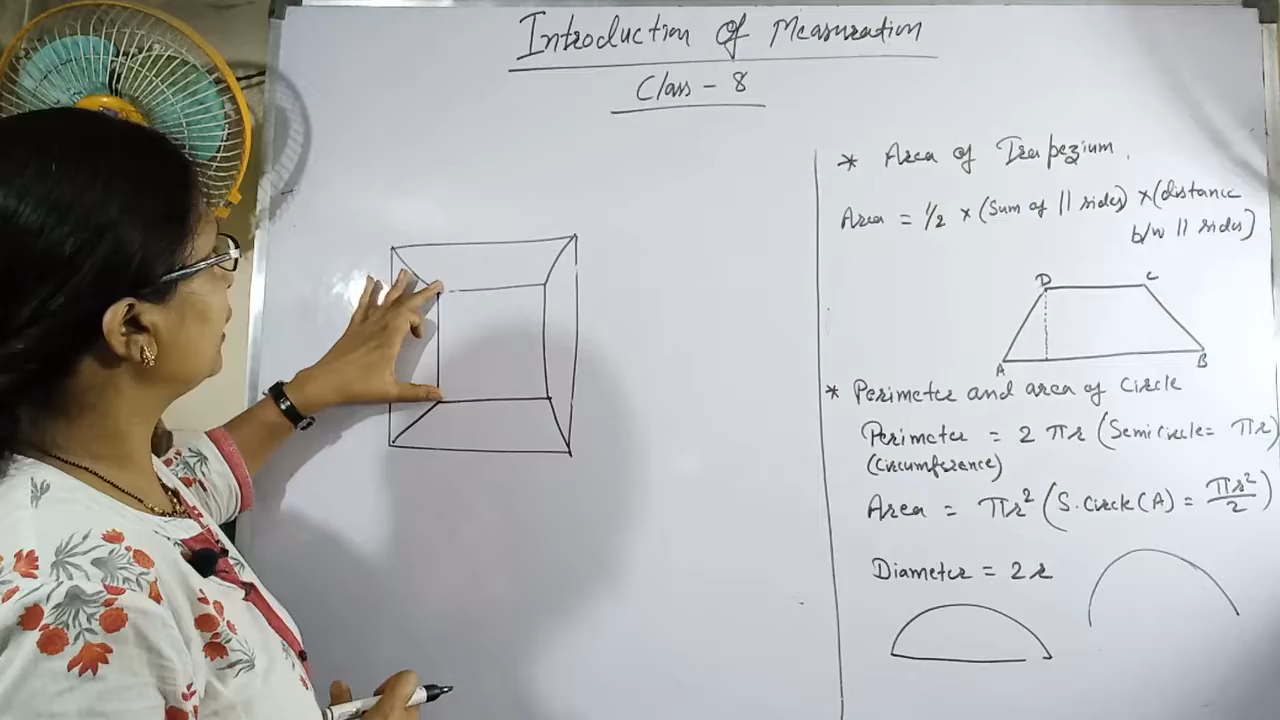 Introduction of Measuration
Class - 8
* Area of Trapezium.
Area = 1/2 × (Sum of || sides) × (distance
b/w || sides)
D
C
A
B
* Perimeter and area of Circle
Perimeter = 2 πr (Semicircle = πr)
(Circumference)
Area = πr² (S.Circle(A) = πr²/2)
Diameter = 2r